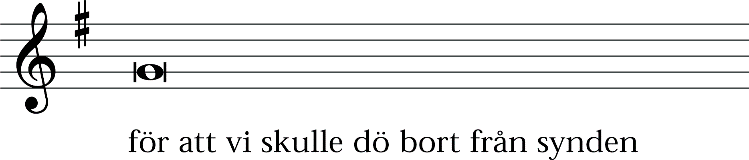 för att vi skulle dö bort från synden